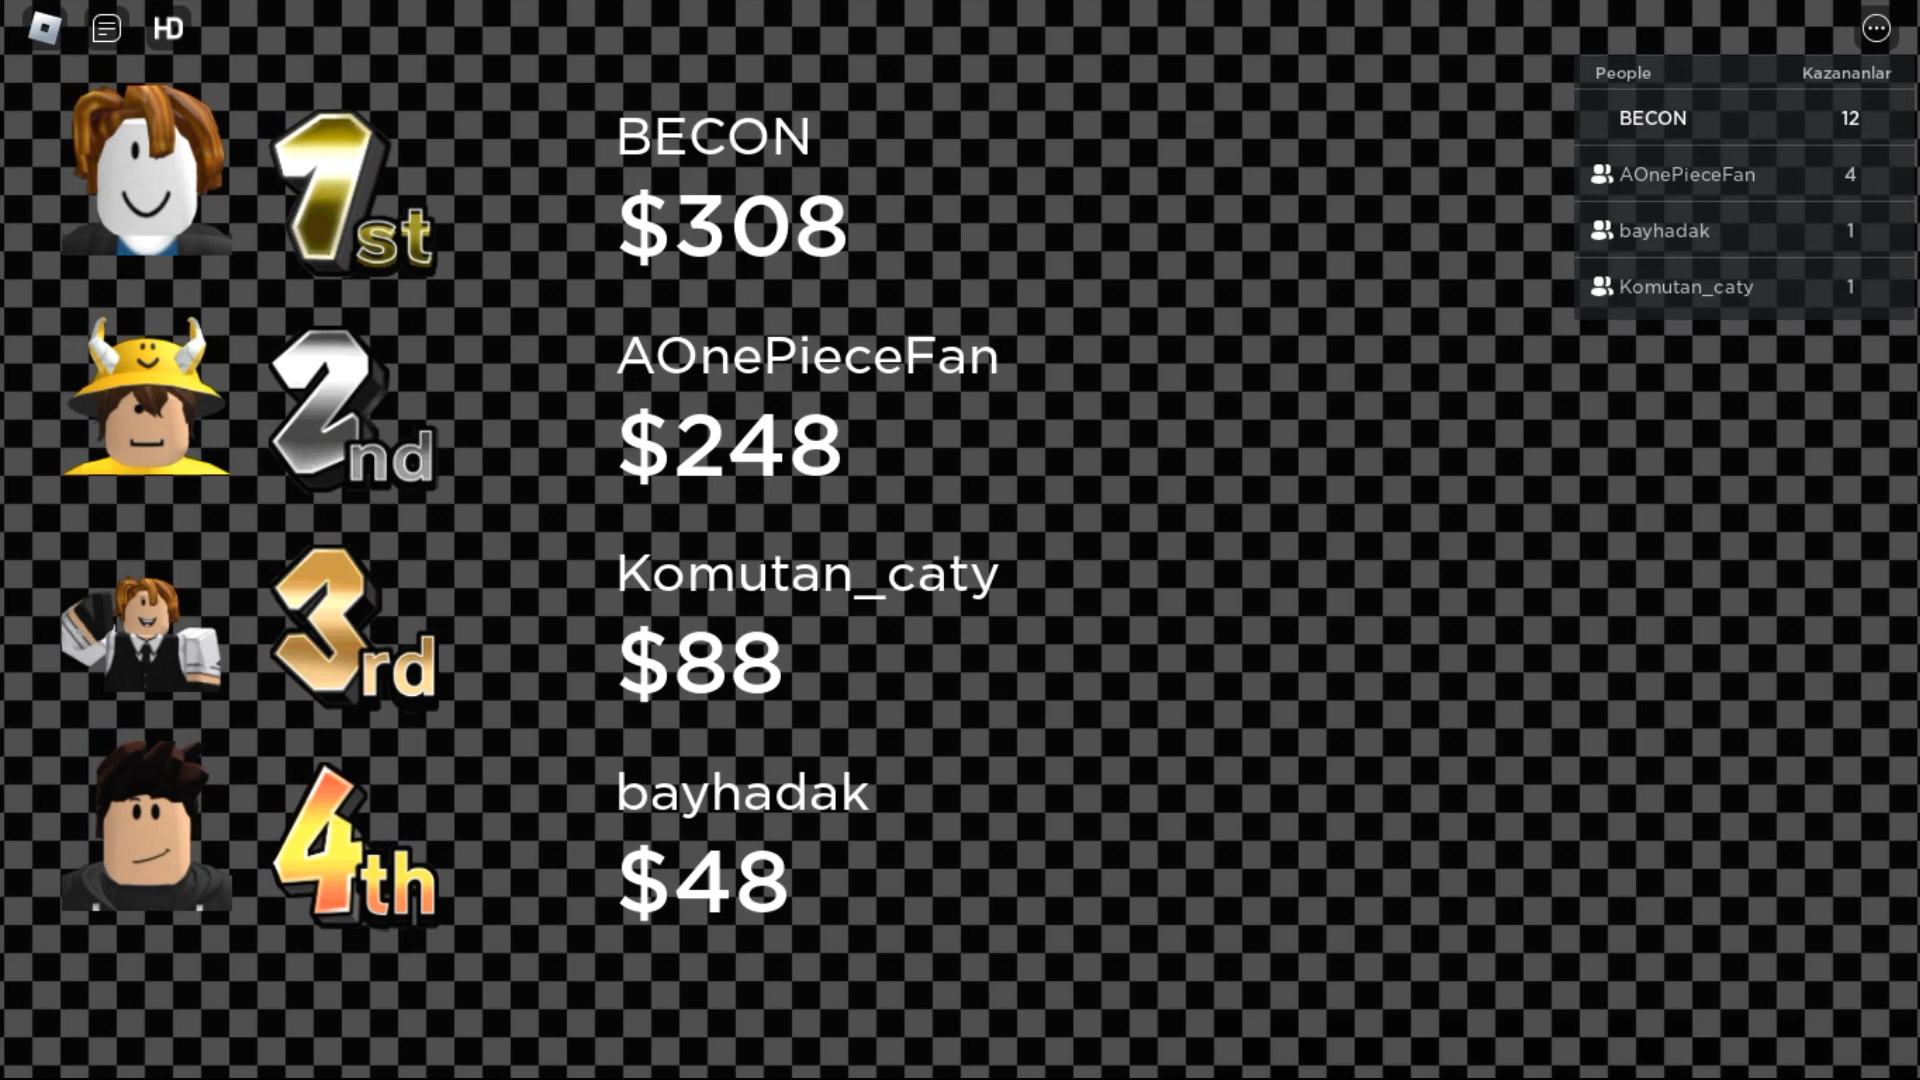 HD
1st
BECON
$308
2nd
AOnePieceFan
$248
3rd
Komutan_caty
$88
4th
bayhadak
$48
People Kazananlar
BECON 12
AOnePieceFan 4
bayhadak 1
Komutan_caty 1